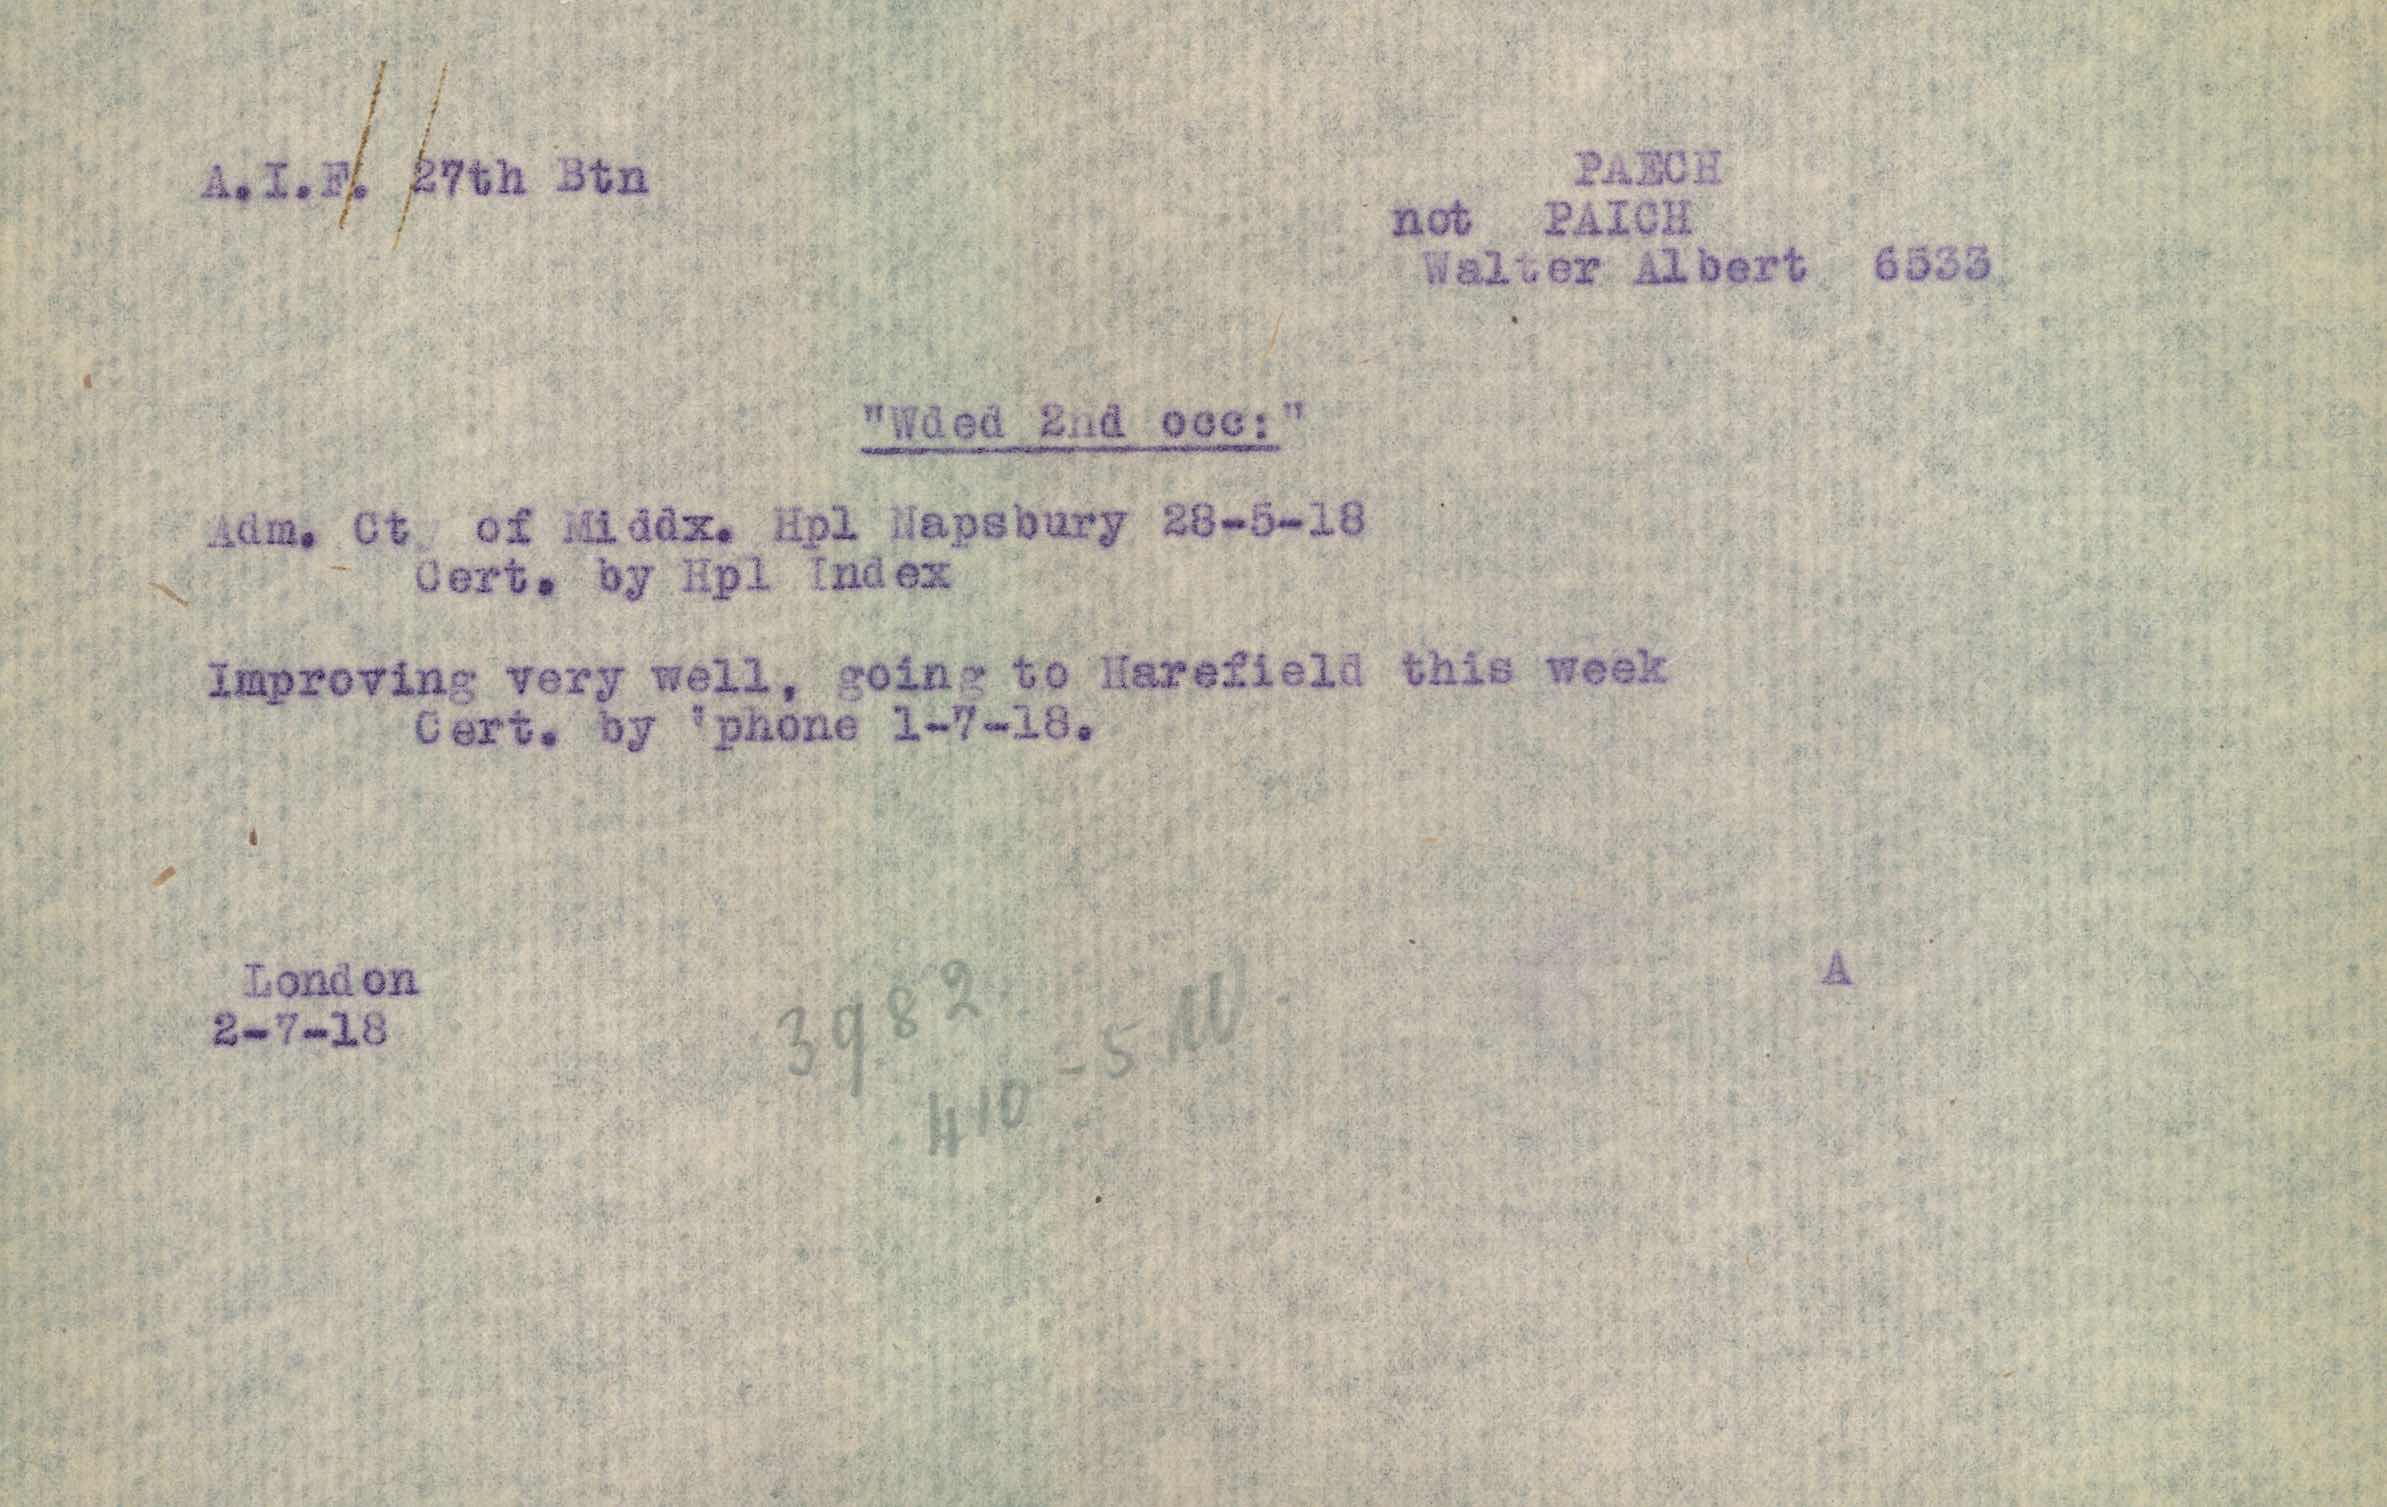 A.I.F. 27th Btn
PAECH
not PAICH
Walter Albert 6533
"Wded 2nd occ:"
Adm. Cty of Middx. Hpl Napsbury 28-5-18
Cert. by Hpl Index
Improving very well, going to Harefield this week
Cert. by 'phone 1-7-18.
London
2-7-18
A
3982
410